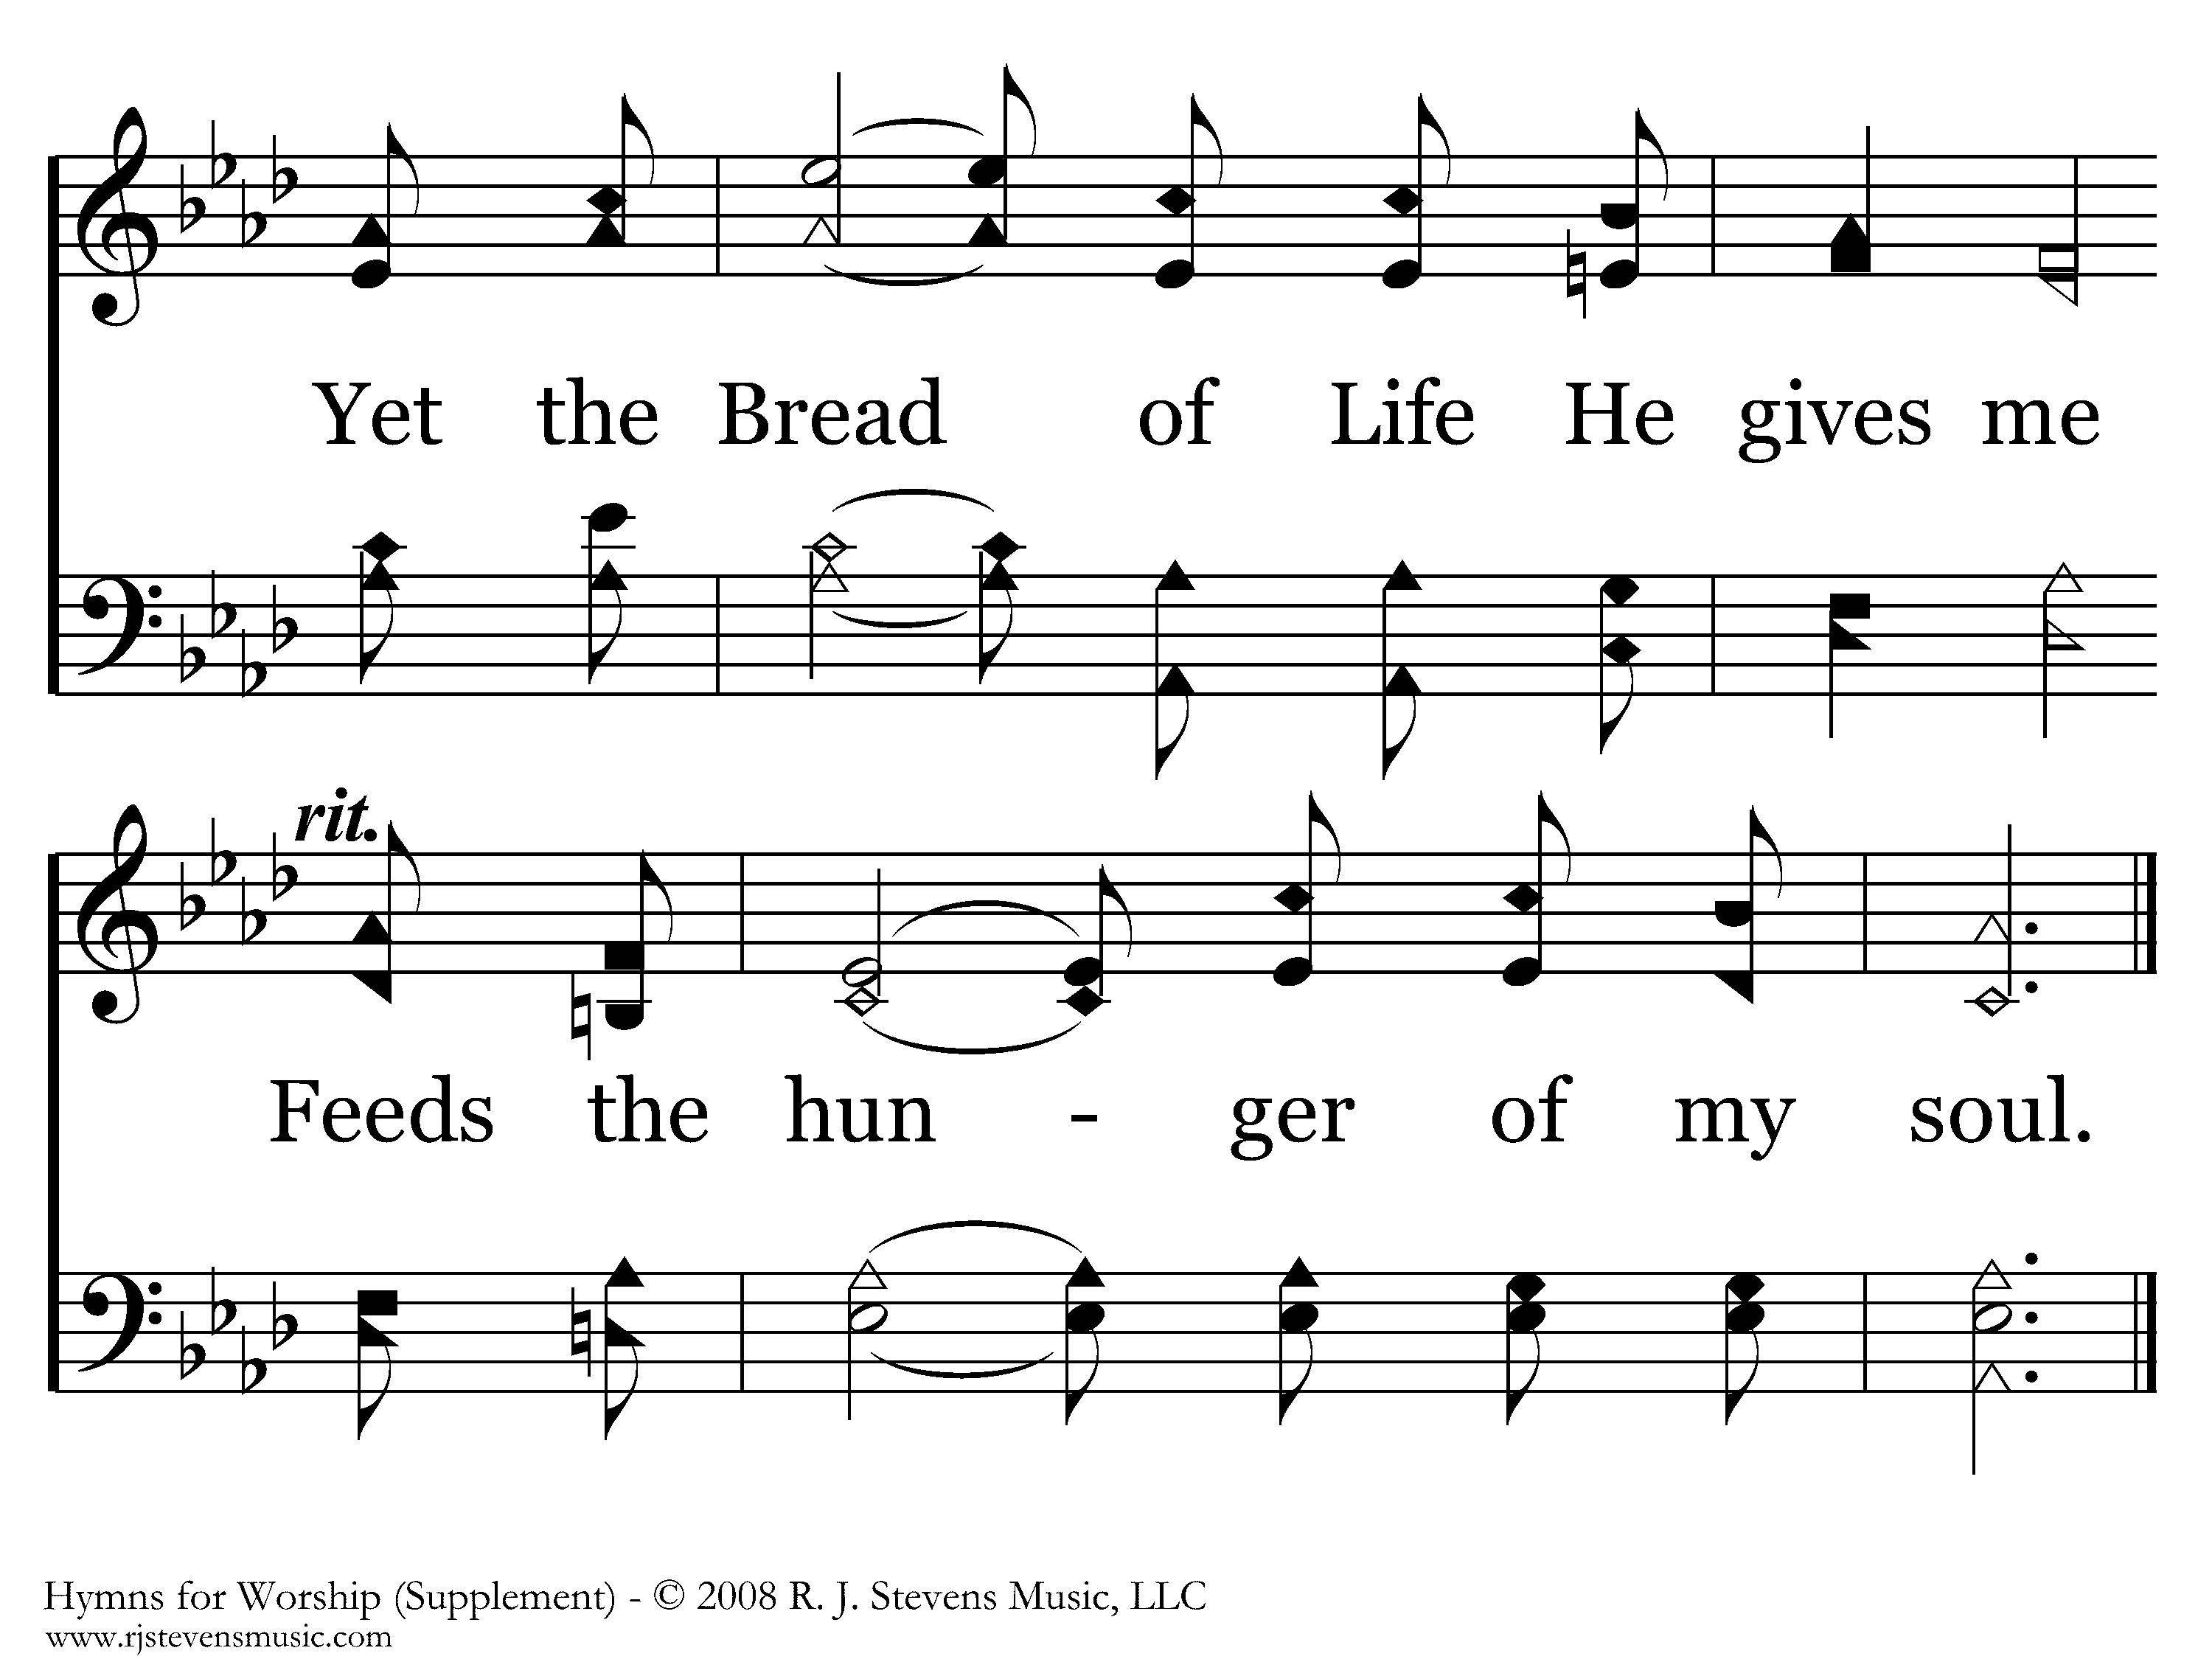 Yet the Bread of Life He gives me
rit.
Feeds the hun - ger of my soul.
Hymns for Worship (Supplement) - © 2008 R. J. Stevens Music, LLC
www.rjstevensmusic.com